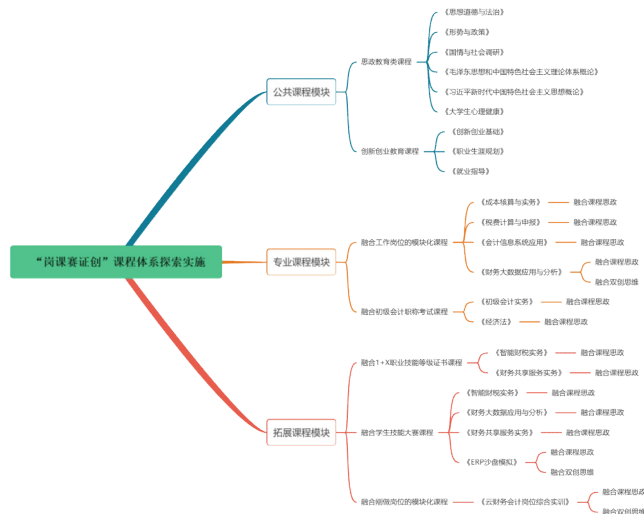 “岗课赛证创”课程体系探索实施
公共课程模块
思政教育类课程
《思想道德与法治》
《形势与政策》
《国情与社会调研》
《毛泽东思想和中国特色社会主义理论体系概论》
《习近平新时代中国特色社会主义思想概论》
《大学生心理健康》
创新创业教育课程
《创新创业基础》
《职业生涯规划》
《就业指导》
专业课程模块
融合工作岗位的模块化课程
《成本核算与实务》
融合课程思政
《税费计算与申报》
融合课程思政
《会计信息系统应用》
融合课程思政
《财务大数据应用与分析》
融合课程思政
融合双创思维
融合初级会计职称考试课程
《初级会计实务》
融合课程思政
《经济法》
融合课程思政
拓展课程模块
融合1+X职业技能等级证书课程
《智能财税实务》
融合课程思政
《财务共享服务实务》
融合课程思政
融合学生技能大赛课程
《智能财税实务》
融合课程思政
《财务大数据应用与分析》
融合课程思政
《财务共享服务实务》
融合课程思政
《ERP沙盘模拟》
融合课程思政
融合双创思维
融合刚做岗位的模块化课程
《云财务会计岗位综合实训》
融合课程思政
融合双创思维